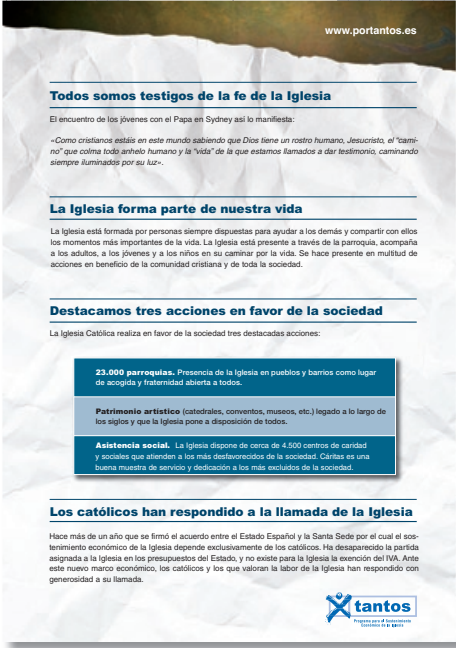 www.portantos.es
Todos somos testigos de la fe de la Iglesia
El encuentro de los jóvenes con el Papa en Sydney así lo manifiesta:
«Como cristianos estáis en este mundo sabiendo que Dios tiene un rostro humano, Jesucristo, el "cami-
no" que colma todo anhelo humano y la "vida" de la que estamos llamados a dar testimonio, caminando
siempre iluminados por su luz«.
La Iglesia forma parte de nuestra vida
La Iglesia está formada por personas siempre dispuestas para ayudar a los demás y compartir con ellos
los momentos más importantes de la vida. La Iglesia está presente a través de la parroquia, acompaña
a los adultos, a los jóvenes y a los niños en su caminar por la vida. Se hace presente en multitud de
acciones en beneficio de la comunidad cristiana y de toda la sociedad.
Destacamos tres acciones en favor de la sociedad
La Iglesia Católica realiza en favor de la sociedad tres destacadas acciones:
23.000 parroquias. Presencia de la Iglesia en pueblos y barrios como lugar
de acogida y fraternidad abierta a todos.
Patrimonio artístico (catedrales, conventos, museos, etc.) legado a lo largo de
los siglos y que la Iglesia pone a disposición de todos.
Asistencia social. La Iglesia dispone de cerca de 4.500 centros de caridad
y sociales que atienden a los más desfavorecidos de la sociedad. Cáritas es una
buena muestra de servicio y dedicación a los más excluidos de la sociedad.
Los católicos han respondido a la llamada de la Iglesia
Hace más de un año que se firmó el acuerdo entre el Estado Español y la Santa Sede por el cual el sos-
tenimiento económico de la Iglesia depende exclusivamente de los católicos. Ha desaparecido la partida
asignada a la Iglesia en los presupuestos del Estado, y no existe para la Iglesia la exención del IVA. Ante
este nuevo marco económico, los católicos y los que valoran la labor de la Iglesia han respondido con
generosidad a su llamada.
X tantos
Programa para el Sostenimiento
Económico de la Iglesia